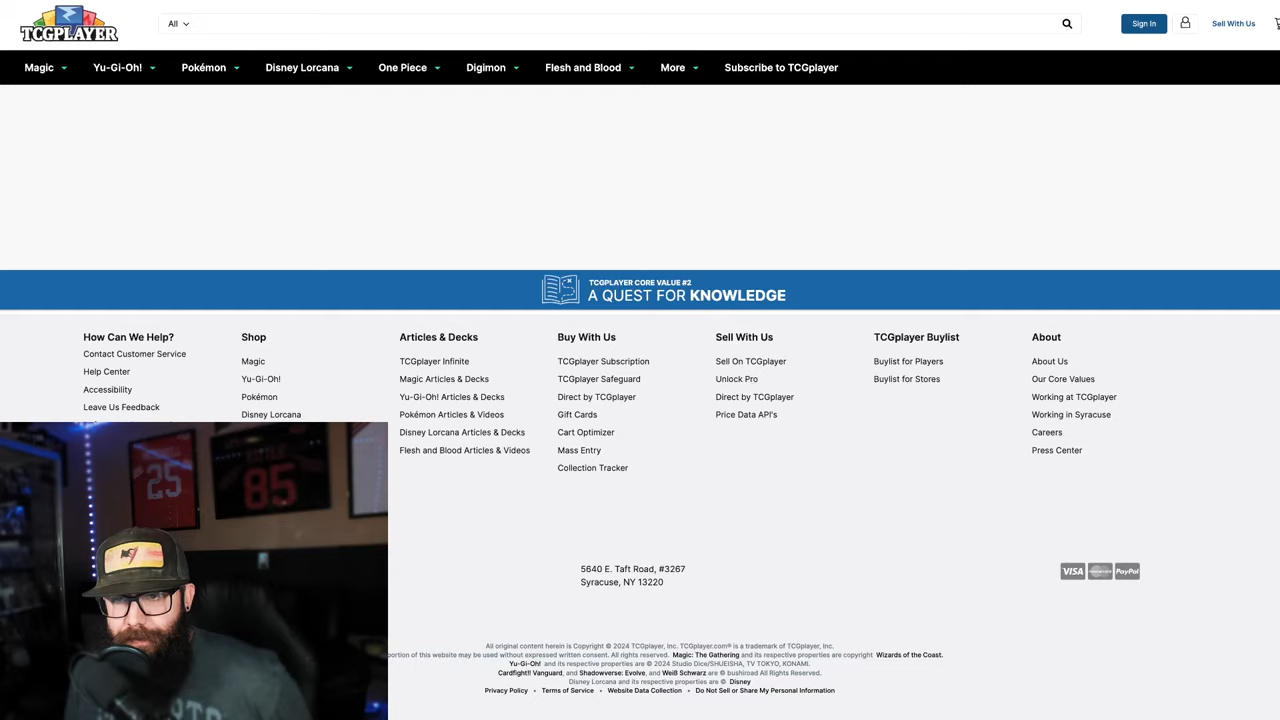 TCGPLAYER
All
Sign In
Sell With Us
Magic
Yu-Gi-Oh!
Pokémon
Disney Lorcana
One Piece
Digimon
Flesh and Blood
More
Subscribe to TCGplayer
TCGPLAYER CORE VALUE #2
A QUEST FOR KNOWLEDGE
How Can We Help?
Contact Customer Service
Help Center
Accessibility
Leave Us Feedback
Shop
Magic
Yu-Gi-Oh!
Pokémon
Disney Lorcana
Articles & Decks
TCGplayer Infinite
Magic Articles & Decks
Yu-Gi-Oh! Articles & Decks
Pokémon Articles & Videos
Disney Lorcana Articles & Decks
Flesh and Blood Articles & Videos
Buy With Us
TCGplayer Subscription
TCGplayer Safeguard
Direct by TCGplayer
Gift Cards
Cart Optimizer
Mass Entry
Collection Tracker
Sell With Us
Sell On TCGplayer
Unlock Pro
Direct by TCGplayer
Price Data API's
TCGplayer Buylist
Buylist for Players
Buylist for Stores
About
About Us
Our Core Values
Working at TCGplayer
Working in Syracuse
Careers
Press Center
25
85
5640 E. Taft Road, #3267
Syracuse, NY 13220
VISA
PayPal
All original content herein is Copyright © 2024 TCGplayer, Inc. TCGplayer.com® is a trademark of TCGplayer, Inc.
portion of this website may be used without expressed written consent. All rights reserved. Magic: The Gathering and its respective properties are copyright Wizards of the Coast.
Yu-Gi-Oh! and its respective properties are © 2024 Studio Dice/SHUEISHA, TV TOKYO, KONAMI.
Cardfight!! Vanguard, and Shadowverse: Evolve, and Weiß Schwarz are © bushiroad All Rights Reserved.
Disney Lorcana and its respective properties are © Disney
Privacy Policy • Terms of Service • Website Data Collection • Do Not Sell or Share My Personal Information